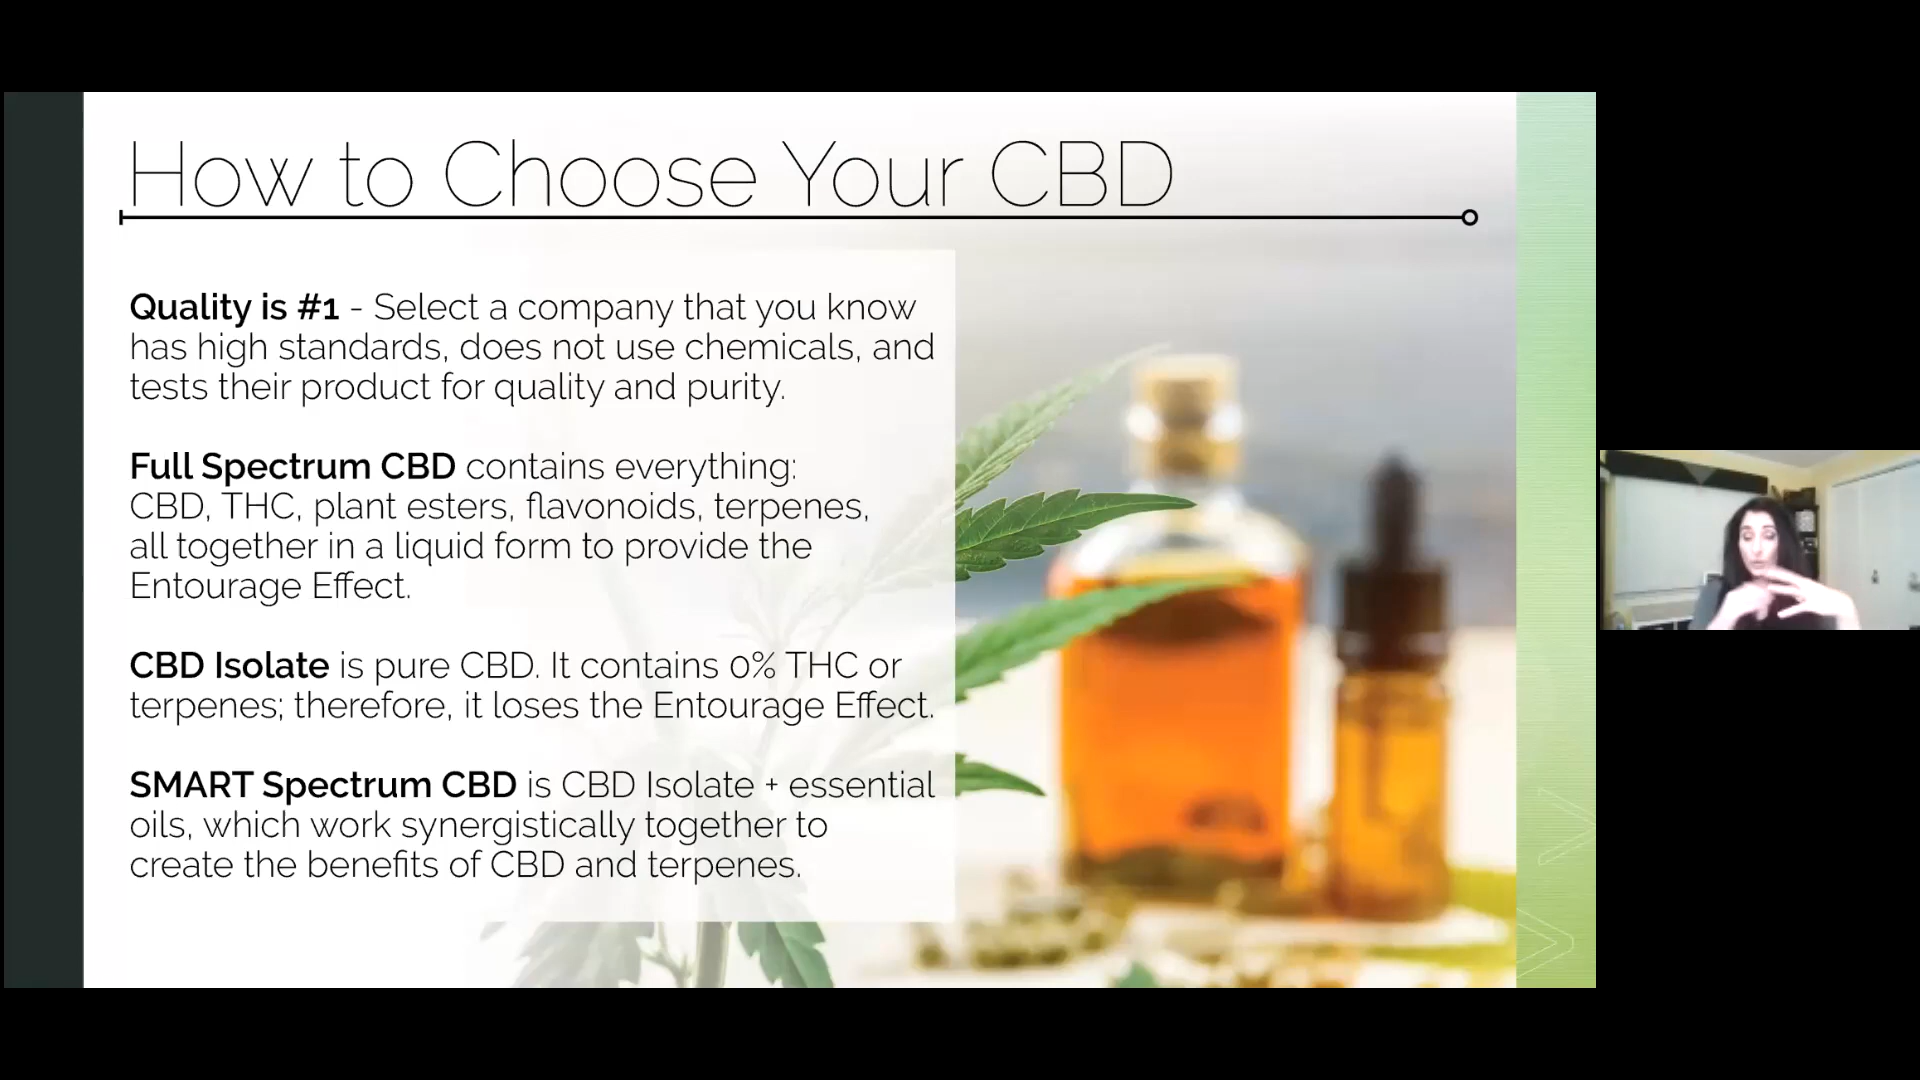 How to Choose Your CBD
Quality is #1 - Select a company that you know
has high standards, does not use chemicals, and
tests their product for quality and purity.
Full Spectrum CBD contains everything:
CBD, THC, plant esters, flavonoids, terpenes,
all together in a liquid form to provide the
Entourage Effect.
CBD Isolate is pure CBD. It contains 0% THC or
terpenes; therefore, it loses the Entourage Effect.
SMART Spectrum CBD is CBD Isolate + essential
oils, which work synergistically together to
create the benefits of CBD and terpenes.